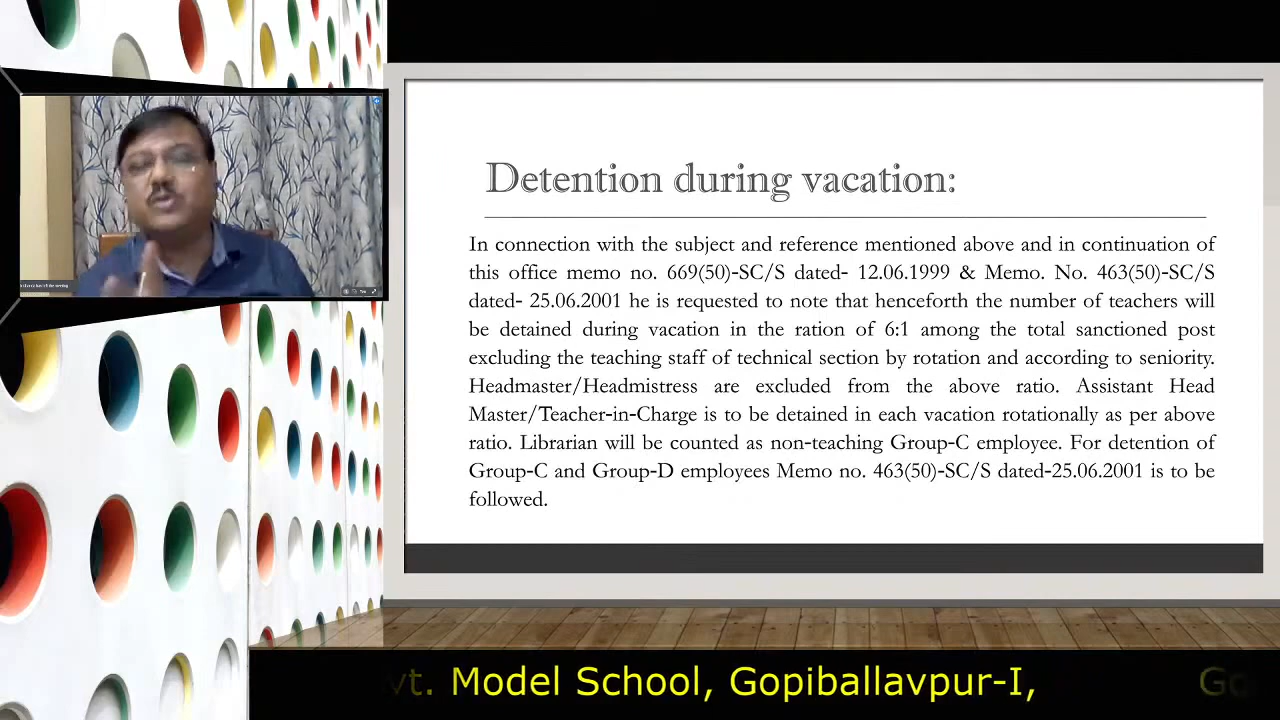 Detention during vacation:
In connection with the subject and reference mentioned above and in continuation of
this office memo no. 669(50)-SC/S dated- 12.06.1999 & Memo. No. 463(50)-SC/S
dated- 25.06.2001 he is requested to note that henceforth the number of teachers will
be detained during vacation in the ration of 6:1 among the total sanctioned post
excluding the teaching staff of technical section by rotation and according to seniority.
Headmaster/Headmistress are excluded from the above ratio. Assistant Head
Master/Teacher-in-Charge is to be detained in each vacation rotationally as per above
ratio. Librarian will be counted as non-teaching Group-C employee. For detention of
Group-C and Group-D employees Memo no. 463(50)-SC/S dated-25.06.2001 is to be
followed.
vt. Model School, Gopiballavpur-I, Go